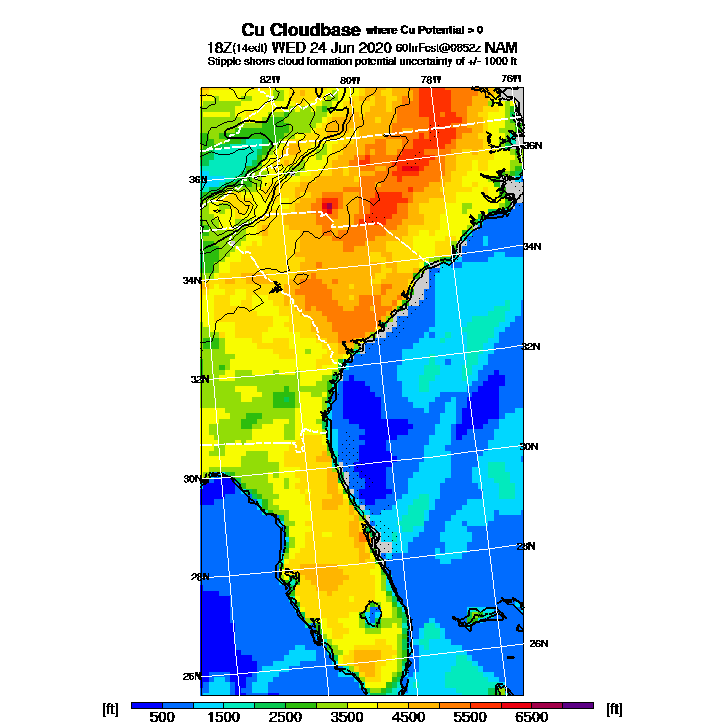 Cu Cloudbase where Cu Potential > 0
18Z(14edt) WED 24 Jun 2020 60hrFcst@0852z NAM
Stipple shows cloud formation potential uncertainty of +/- 1000 ft
82W 80W 78W 76W
36N
36N
34N
34N
32N
32N
30N
30N
28N
28N
26N
26N
[ft] 500 1500 2500 3500 4500 5500 6500 [ft]